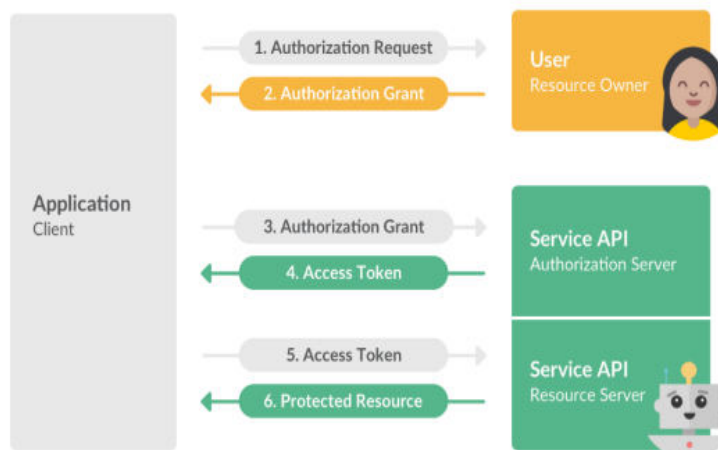 1. Authorization Request
User
Resource Owner
2. Authorization Grant
Application
Client
3. Authorization Grant
Service API
Authorization Server
4. Access Token
5. Access Token
Service API
Resource Server
6. Protected Resource